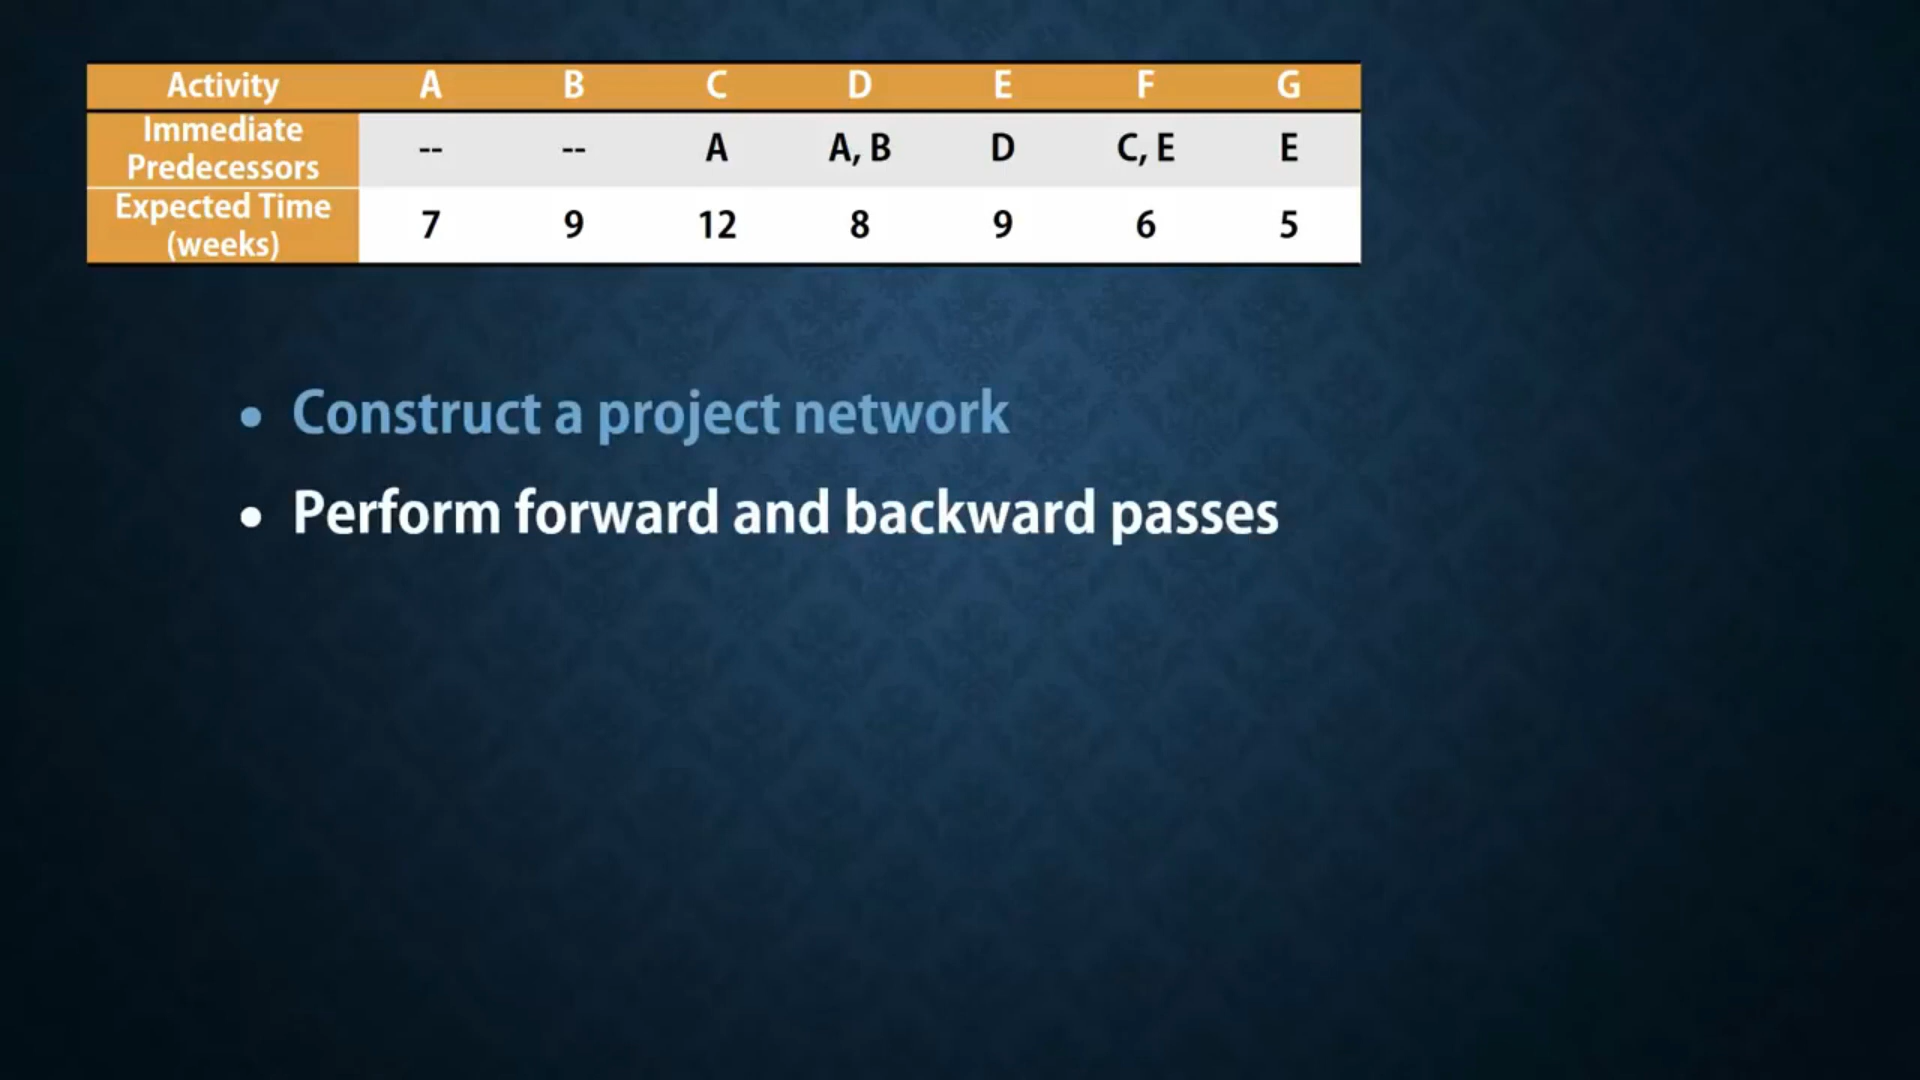 Activity A B C D E F G
Immediate
Predecessors -- -- A A, B D C, E E
Expected Time
(weeks) 7 9 12 8 9 6 5
• Construct a project network
• Perform forward and backward passes